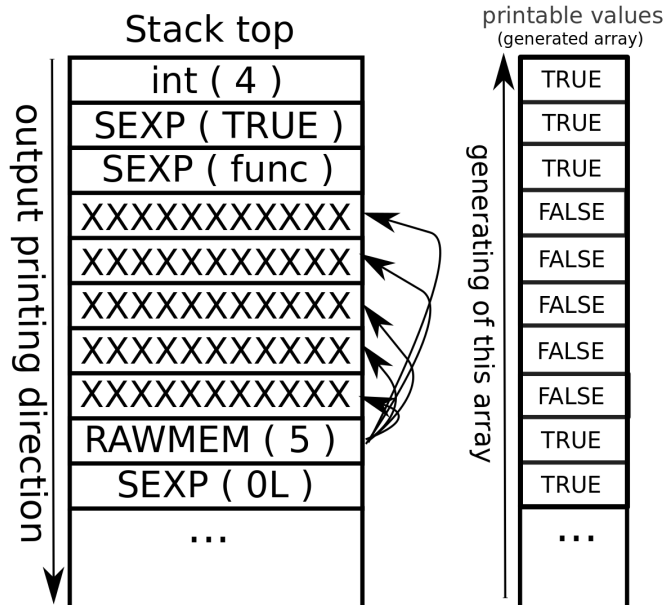 Stack top
int ( 4 )
SEXP ( TRUE )
SEXP ( func )
XXXXXXXXXXX
XXXXXXXXXXX
XXXXXXXXXXX
XXXXXXXXXXX
XXXXXXXXXXX
RAWMEM ( 5 )
SEXP ( 0L )
...
output printing direction
printable values
(generated array)
TRUE
TRUE
TRUE
FALSE
FALSE
FALSE
FALSE
FALSE
TRUE
TRUE
...
generating of this array